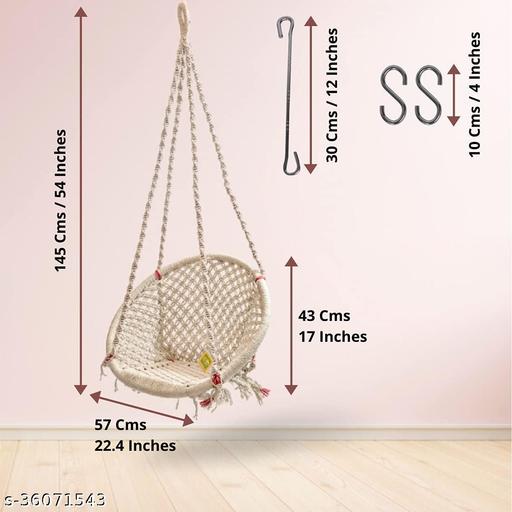 145 Cms / 54 Inches
30 Cms / 12 Inches
10 Cms / 4 Inches
43 Cms
17 Inches
57 Cms
22.4 Inches
s-36071543